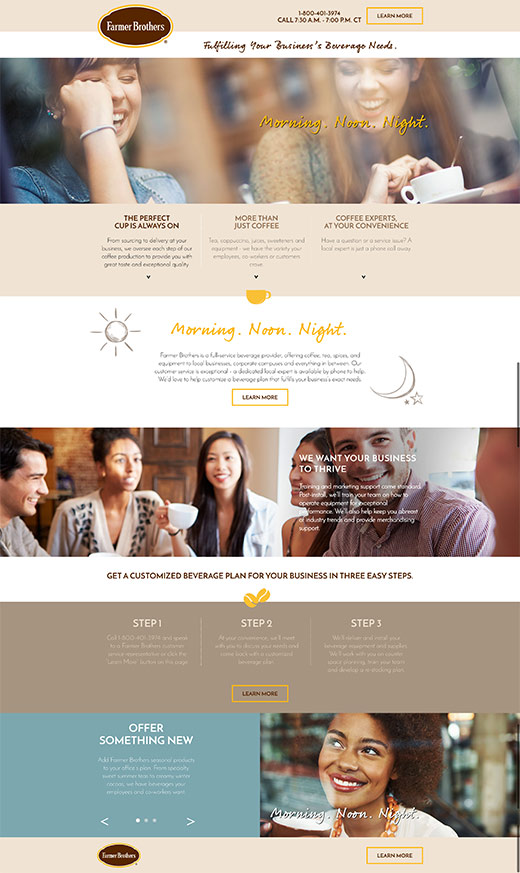 Farmer Brothers
1-800-401-3974
CALL 7:30 A.M. - 7:00 P.M. CT
LEARN MORE
Fulfilling Your Business's Beverage Needs.
Morning. Noon. Night.
THE PERFECT
CUP IS ALWAYS ON
From sourcing to delivery at your
business, we oversee each step of our
coffee production to provide you with
great taste and exceptional quality.
MORE THAN
JUST COFFEE
Tea, cappuccino, juices, sweeteners and
equipment - we have the variety your
employees, co-workers or customers
crave.
COFFEE EXPERTS,
AT YOUR CONVENIENCE
Have a question or a service issue? A
local expert is just a phone call away.
Morning. Noon. Night.
Farmer Brothers is a full-service beverage provider, offering coffee, tea, spices, and
equipment to local businesses, corporate campuses and everything in between. Our
customer service is exceptional - a dedicated local expert is available by phone to help.
We'd love to help customize a beverage plan that fulfills your business's exact needs.
LEARN MORE
WE WANT YOUR BUSINESS
TO THRIVE
Training and marketing support come standard.
Post-install, we'll train your team on how to
operate equipment for exceptional
performance. We'll also help keep you abreast
of industry trends and provide merchandising
support.
GET A CUSTOMIZED BEVERAGE PLAN FOR YOUR BUSINESS IN THREE EASY STEPS.
STEP 1
Call 1-800-401-3974 and speak
to a Farmer Brothers customer
service representative or click the
"Learn More" button on this page.
STEP 2
At your convenience, we'll meet
with you to discuss your needs and
come back with a customized
beverage plan.
STEP 3
We'll deliver and install your
beverage equipment and supplies.
We'll work with you on counter
space planning, train your team
and develop a re-stocking plan.
LEARN MORE
OFFER
SOMETHING NEW
Add Farmer Brothers seasonal products
to your office's plan. From specialty
sweet summer teas to creamy winter
cocoas, we have beverages your
employees and co-workers want.
Morning. Noon. Night.
Farmer Brothers
LEARN MORE